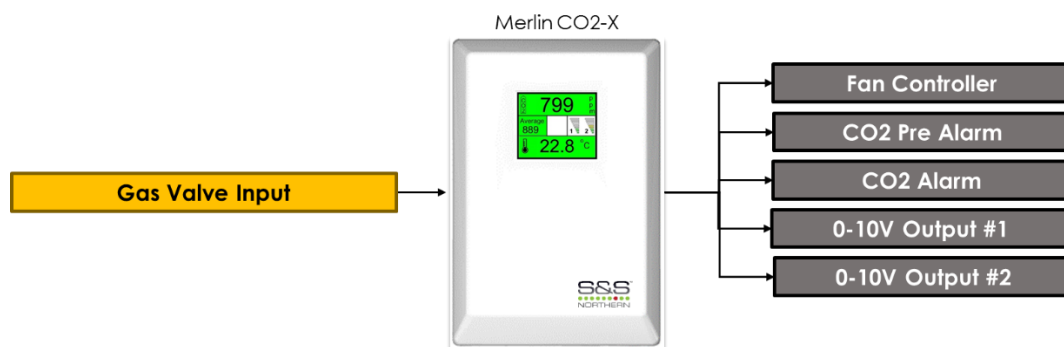 Merlin CO2-X
Gas Valve Input
799
Average
889
1 2
22.8 °C
S&S
NORTHERN
Fan Controller
CO2 Pre Alarm
CO2 Alarm
0-10V Output #1
0-10V Output #2